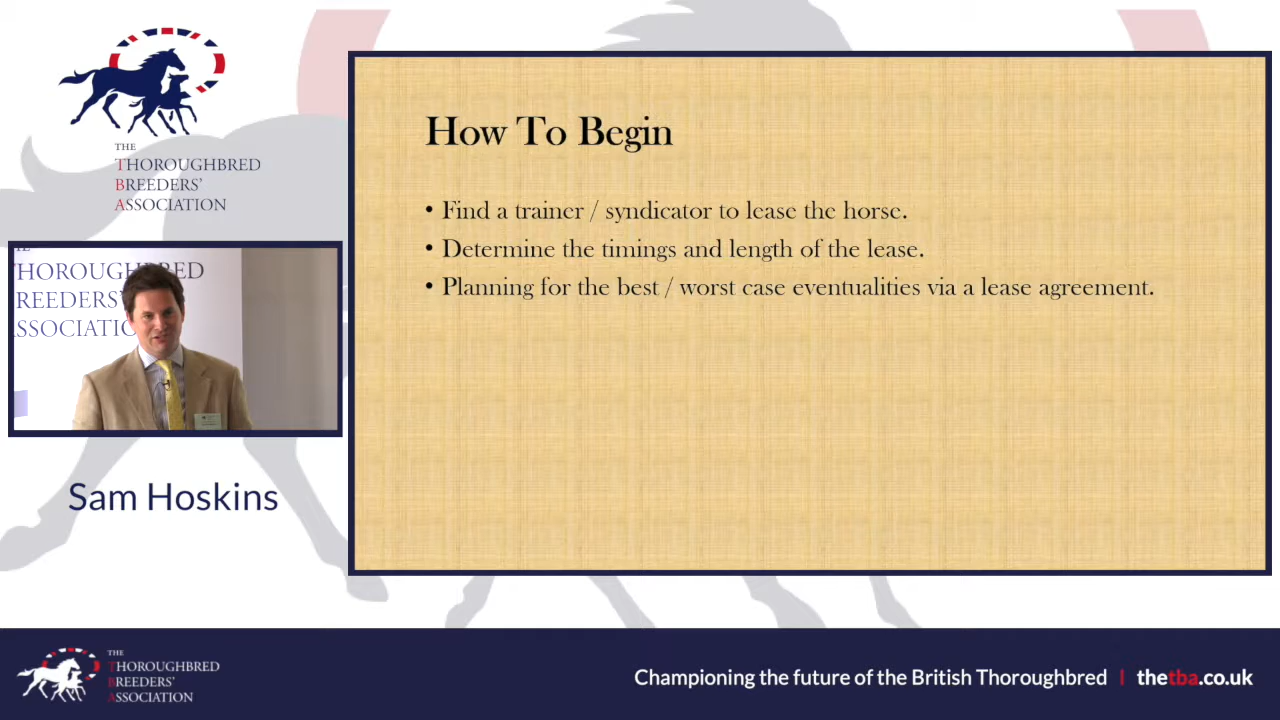 THE
THOROUGHBRED
BREEDERS'
ASSOCIATION
How To Begin
• Find a trainer / syndicator to lease the horse.
• Determine the timings and length of the lease.
• Planning for the best / worst case eventualities via a lease agreement.
HOROUGHBRED
REEDERS'
SSOCIATIO
Sam Hoskins
THE
THOROUGHBRED
BREEDERS'
ASSOCIATION
Championing the future of the British Thoroughbred | thetba.co.uk